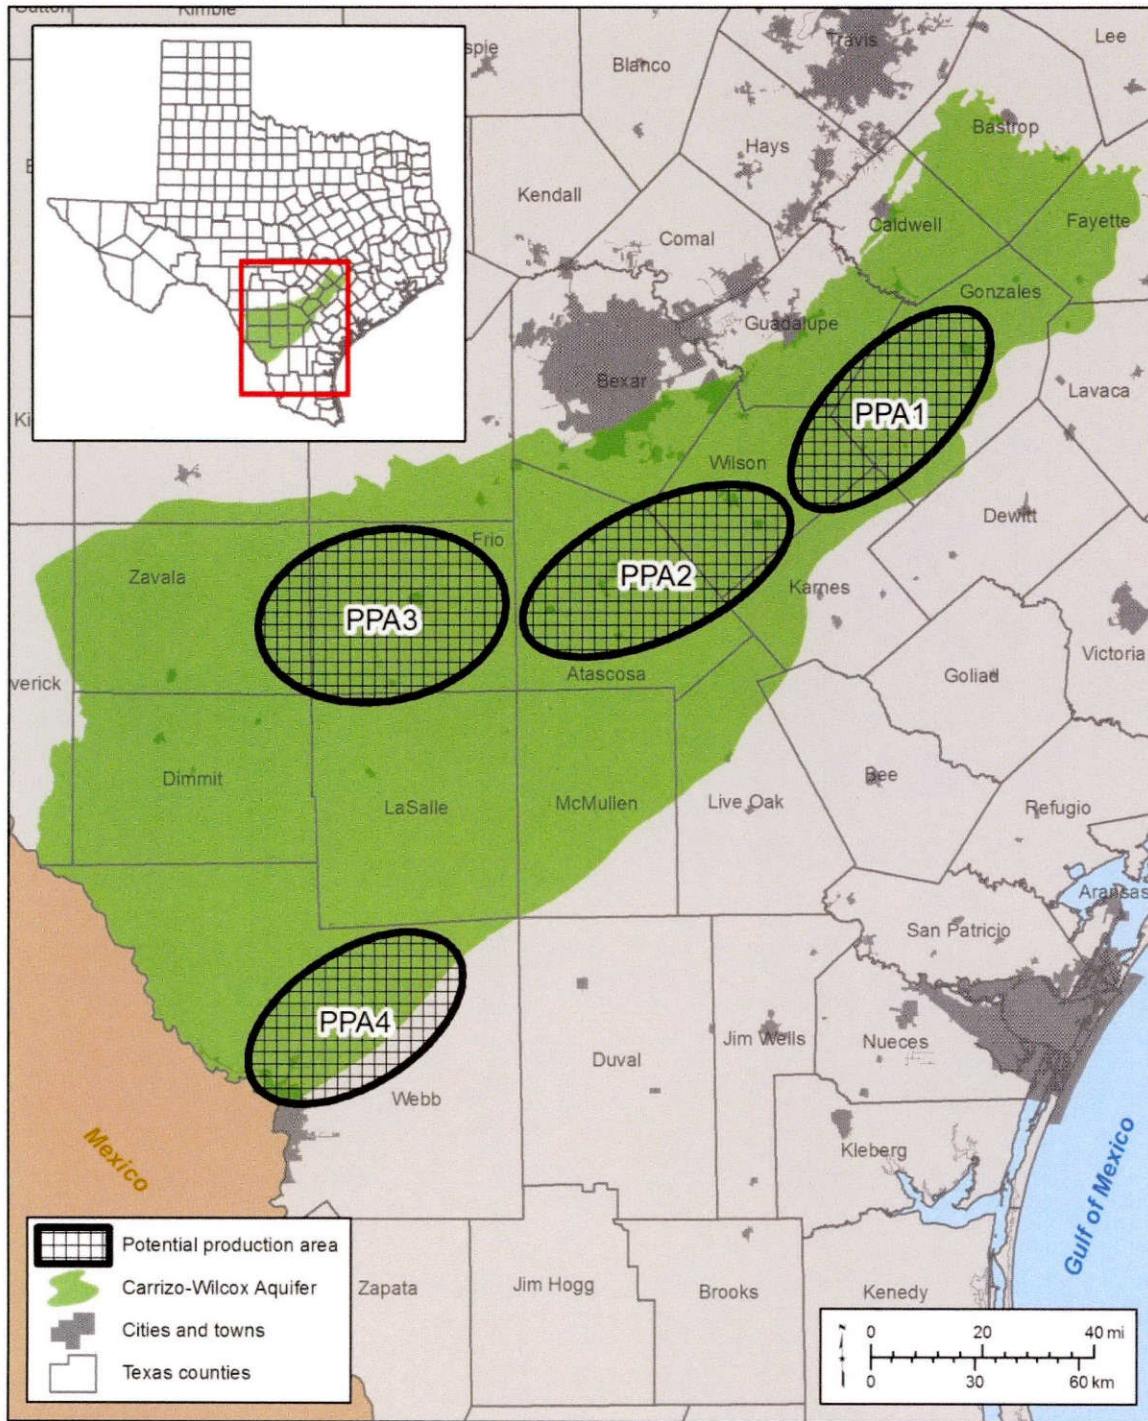 Kimble
spie
Blanco
Travis
Lee
Hays
Bastrop
Kendall
Comal
Caldwell
Fayette
Gonzales
Guadalupe
Bexar
Lavaca
PPA1
Ki
Wilson
Dewitt
Frio
Zavala
PPA2
PPA3
Karnes
Victoria
verick
Atascosa
Goliad
Dimmit
LaSalle
McMullen
Live Oak
Bee
Refugio
Aransas
San Patricio
PPA4
Duval
Jim Wells
Nueces
Webb
Mexico
Kleberg
Gulf of Mexico
Potential production area
Carrizo-Wilcox Aquifer
Cities and towns
Texas counties
Zapata
Jim Hogg
Brooks
Kenedy
N
0 20 40 mi
0 30 60 km